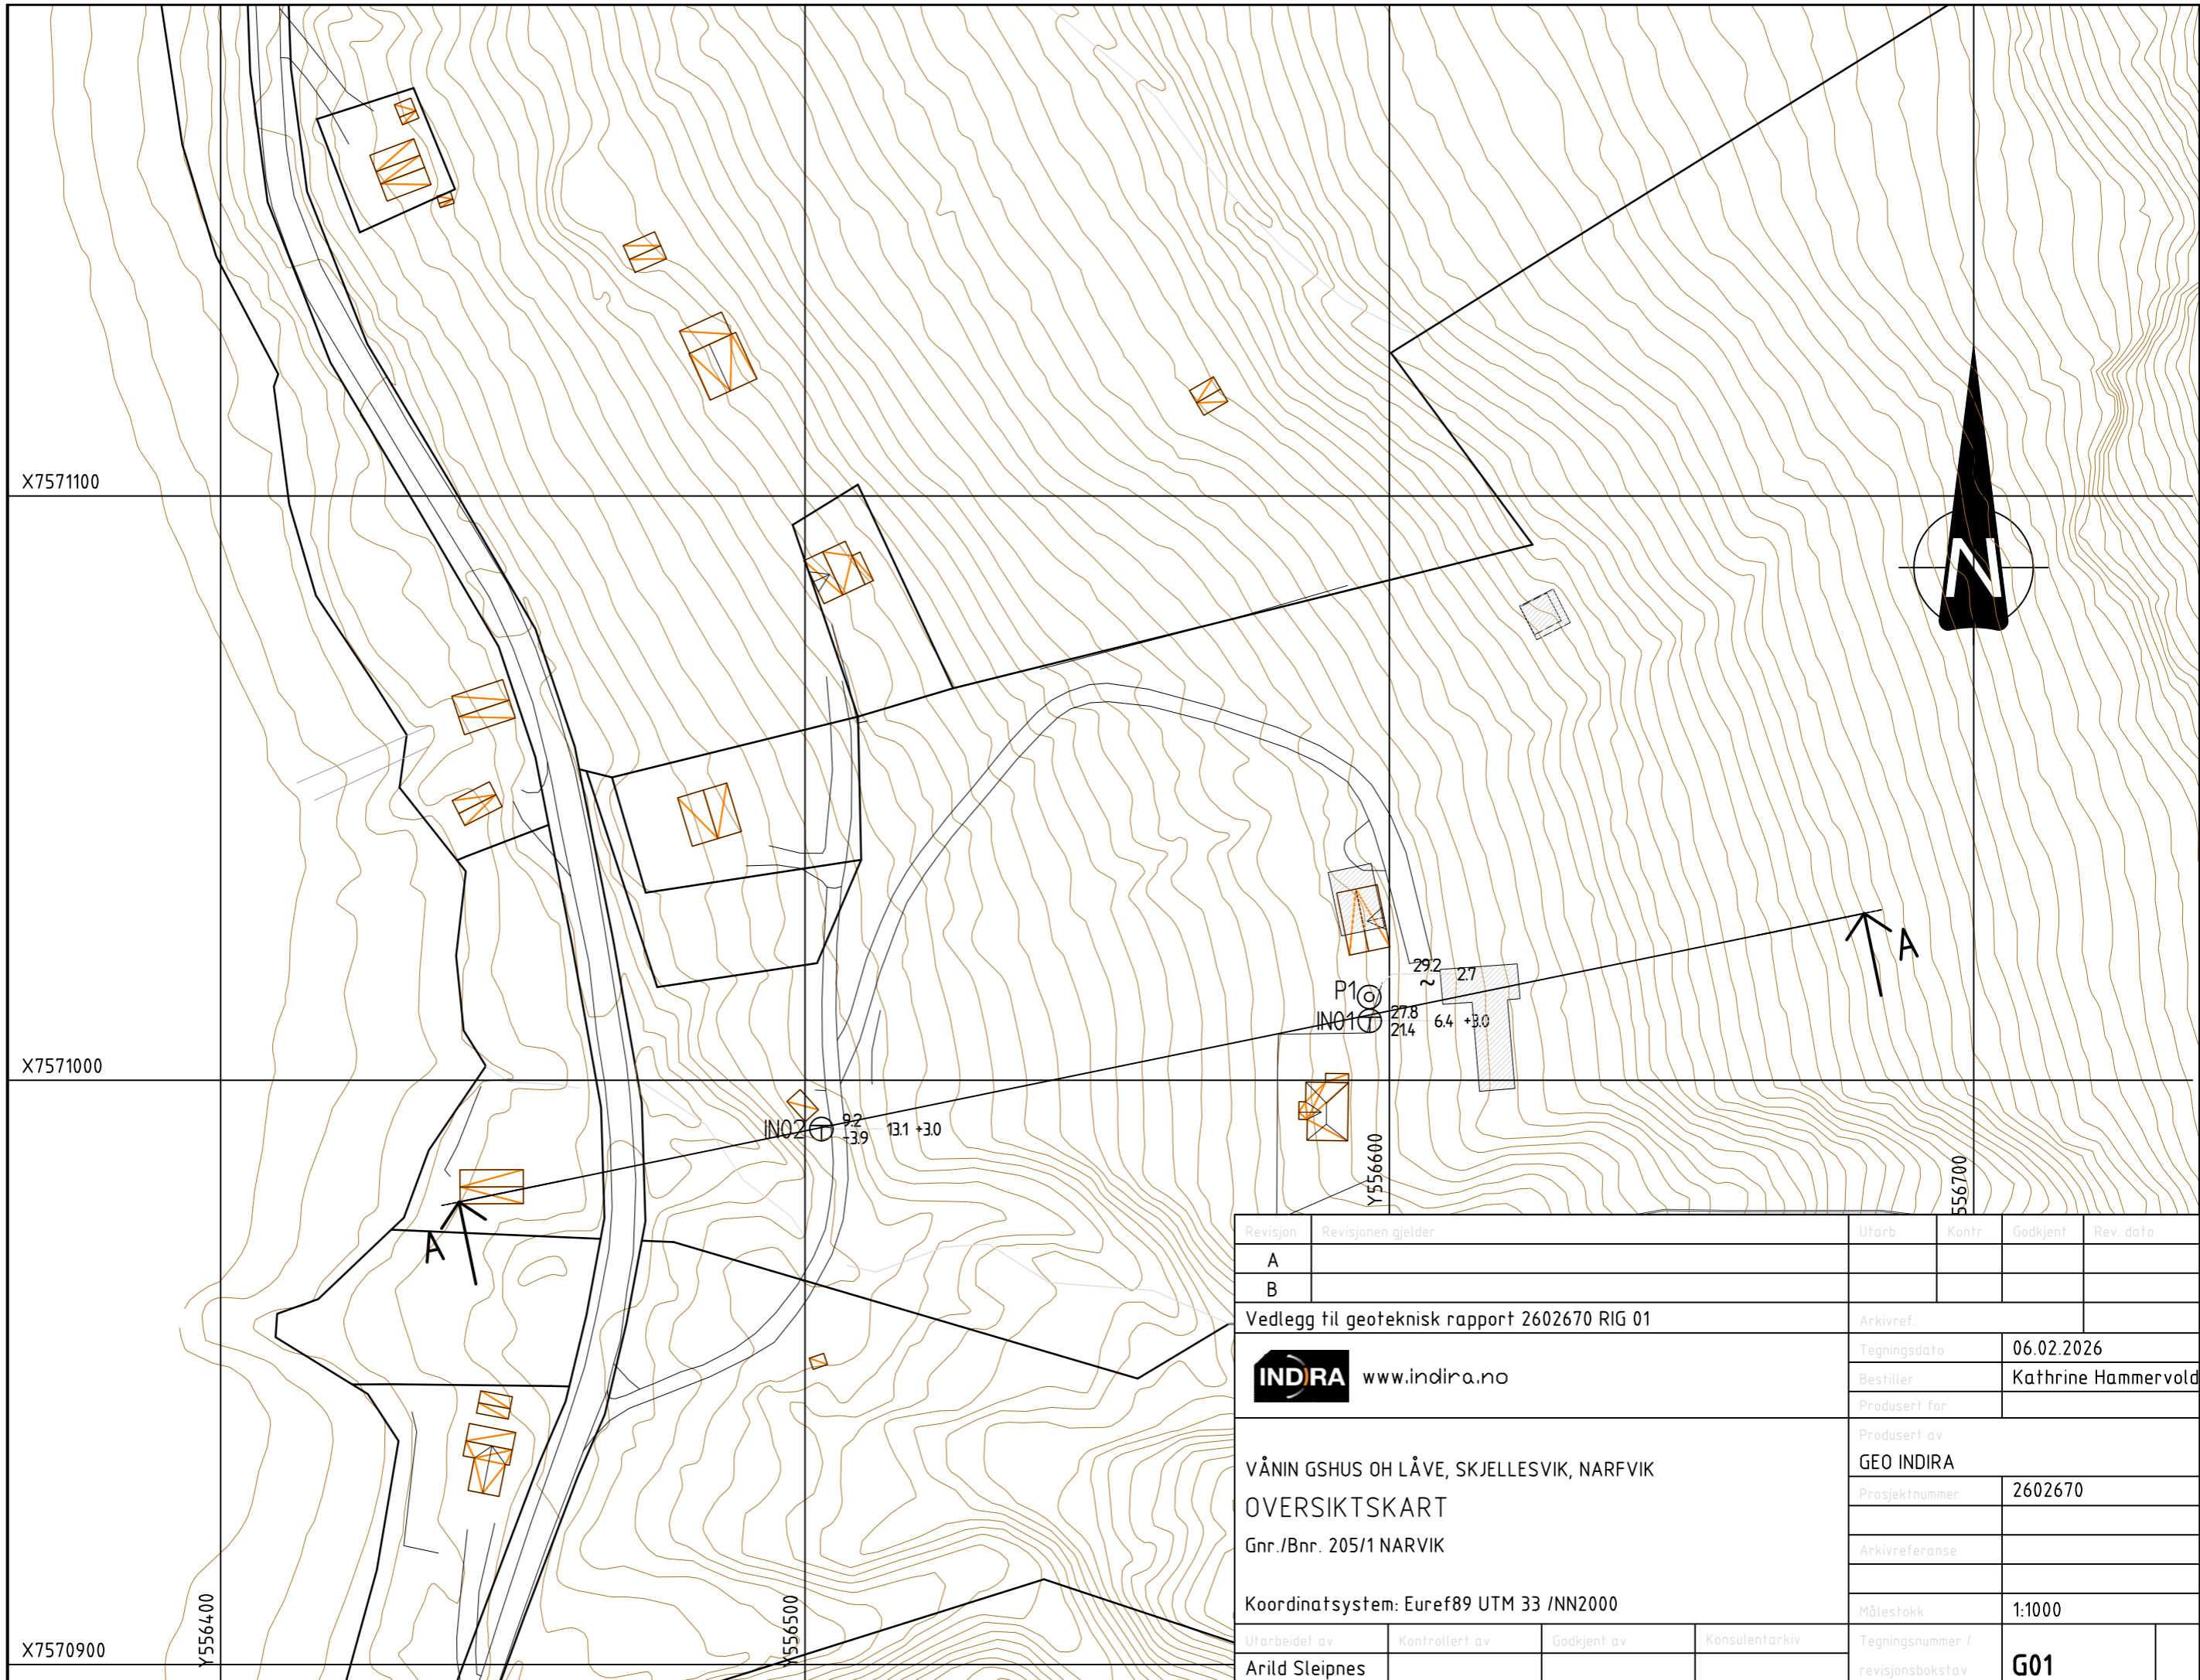 X7571100
N
A
P1
29.2
~
2.7
IN01
27.8
21.4
6.4 +3.0
X7571000
IN02
9.2
-3.9
13.1 +3.0
A
Y556600
556700
Y556400
Y556500
X7570900
Revisjon Revisjonen gjelder Utarb Kontr Godkjent Rev. dato
A
B
Vedlegg til geoteknisk rapport 2602670 RIG 01
Arkivref.
INDIRA www.indira.no
Tegningsdato 06.02.2026
Bestiller Kathrine Hammervold
Produsert for
Produsert av
GEO INDIRA
VÅNIN GSHUS OH LÅVE, SKJELLESVIK, NARFVIK
OVERSIKTSKART
Gnr./Bnr. 205/1 NARVIK
Prosjektnummer 2602670
Arkivreferanse
Koordinatsystem: Euref89 UTM 33 /NN2000
Målestokk 1:1000
Utarbeidet av Kontrollert av Godkjent av Konsulentarkiv
Arild Sleipnes
Tegningsnummer /
revisjonsbokstav
G01